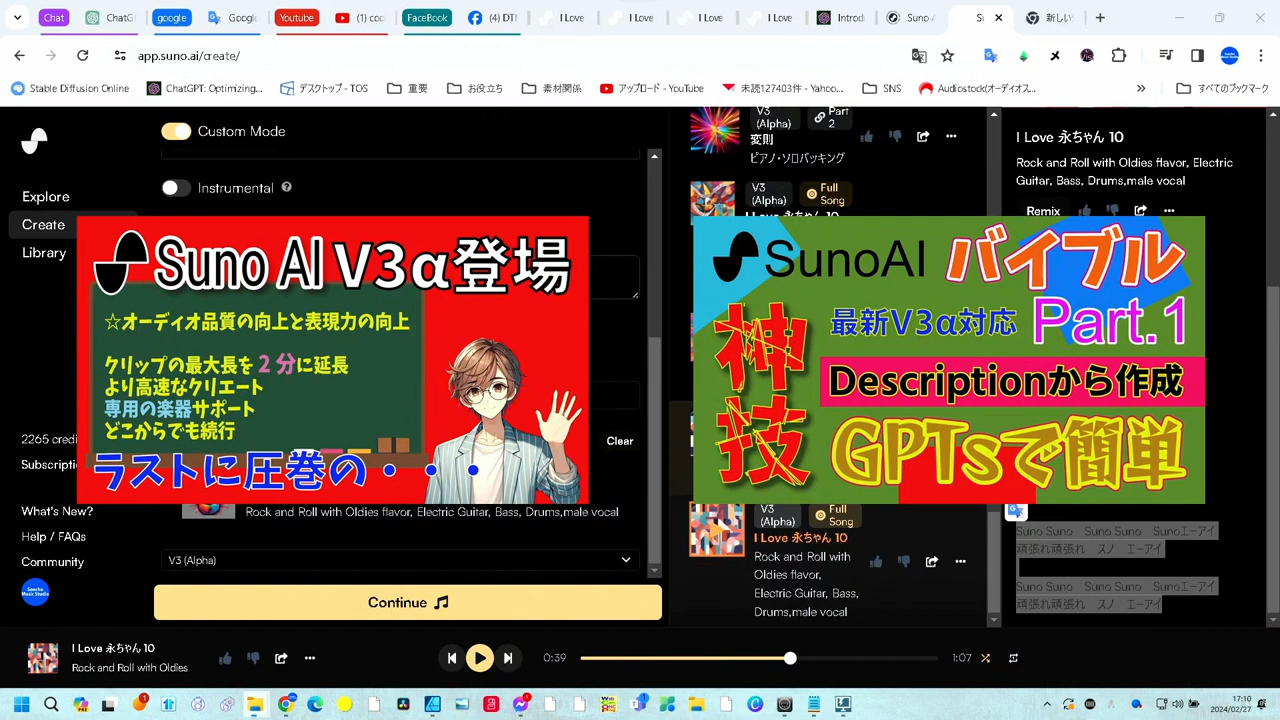 Chat
ChatG
google
Googl
Youtube
(1) coc
FaceBook
(4) DTM
I Love
I Love
I Love
I Love
Introd
Suno A
新しい
app.suno.ai/create/
Stable Diffusion Online
ChatGPT: Optimizing...
デスクトップ - TOS
重要
お役立ち
素材関係
アップロード - YouTube
未読127403件 - Yahoo...
SNS
Audiostock(オーディオス...
すべてのブックマーク
Custom Mode
Instrumental
Explore
Create
Library
2265 credi
Subscriptio
What's New?
Help / FAQs
Community
Suno AI V3α登場
☆オーディオ品質の向上と表現力の向上
クリップの最大長を2分に延長
より高速なクリエート
専用の楽器サポート
どこからでも続行
ラストに圧巻の・・・
Clear
Rock and Roll with Oldies flavor, Electric Guitar, Bass, Drums,male vocal
V3 (Alpha)
Continue
V3 (Alpha)
Part 2
変則
ピアノ・ソロバッキング
V3 (Alpha)
Full Song
I Love 永ちゃん 10
SunoAI バイブル
最新V3α対応 Part.1
神技
Descriptionから作成
GPTsで簡単
V3 (Alpha)
Full Song
I Love 永ちゃん 10
Rock and Roll with
Oldies flavor,
Electric Guitar, Bass,
Drums,male vocal
I Love 永ちゃん 10
Rock and Roll with Oldies flavor, Electric
Guitar, Bass, Drums,male vocal
Remix
Suno Suno Suno Suno Sunoエーアイ
頑張れ頑張れ スノ エーアイ
Suno Suno Suno Suno Sunoエーアイ
頑張れ頑張れ スノ エーアイ
I Love 永ちゃん 10
Rock and Roll with Oldies
0:39
1:07
17:10
2024/02/27